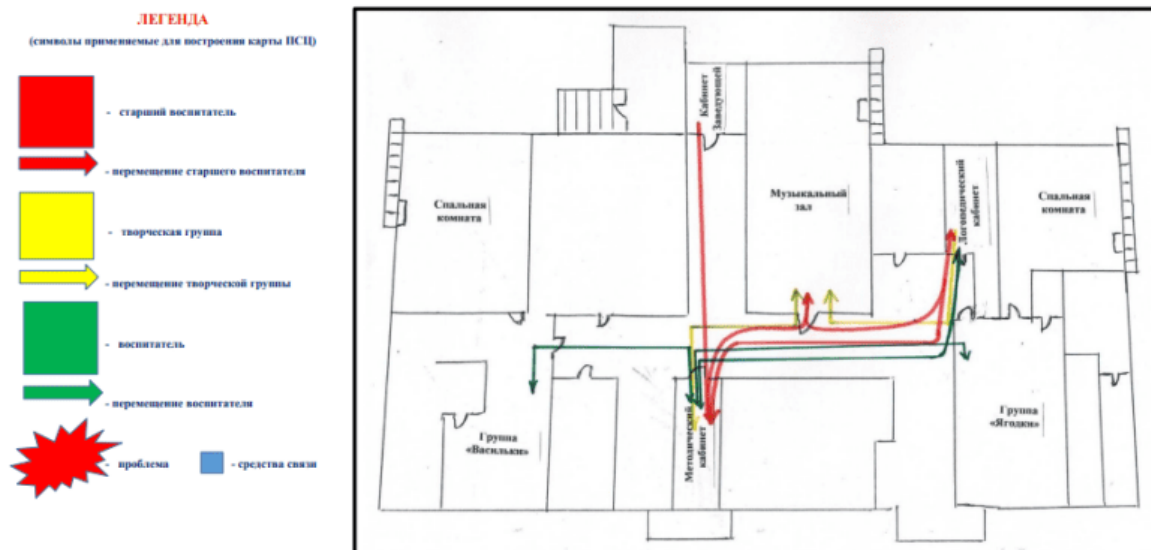 ЛЕГЕНДА
(символы применяемые для построения карты ПСЦ)
- старший воспитатель
- перемещение старшего воспитателя
- творческая группа
- перемещение творческой группы
- воспитатель
- перемещение воспитателя
- проблема
- средства связи
Кабинет
Заведующей
Спальная
комната
Музыкальный
зал
Логопедический
кабинет
Спальная
комната
Группа
«Васильки»
Методический
кабинет
Группа
«Ягодки»